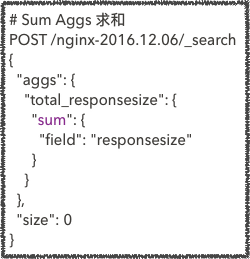 # Sum Aggs 求和
POST /nginx-2016.12.06/_search
{
  "aggs": {
    "total_responsesize": {
      "sum": {
        "field": "responsesize"
      }
    }
  },
  "size": 0
}